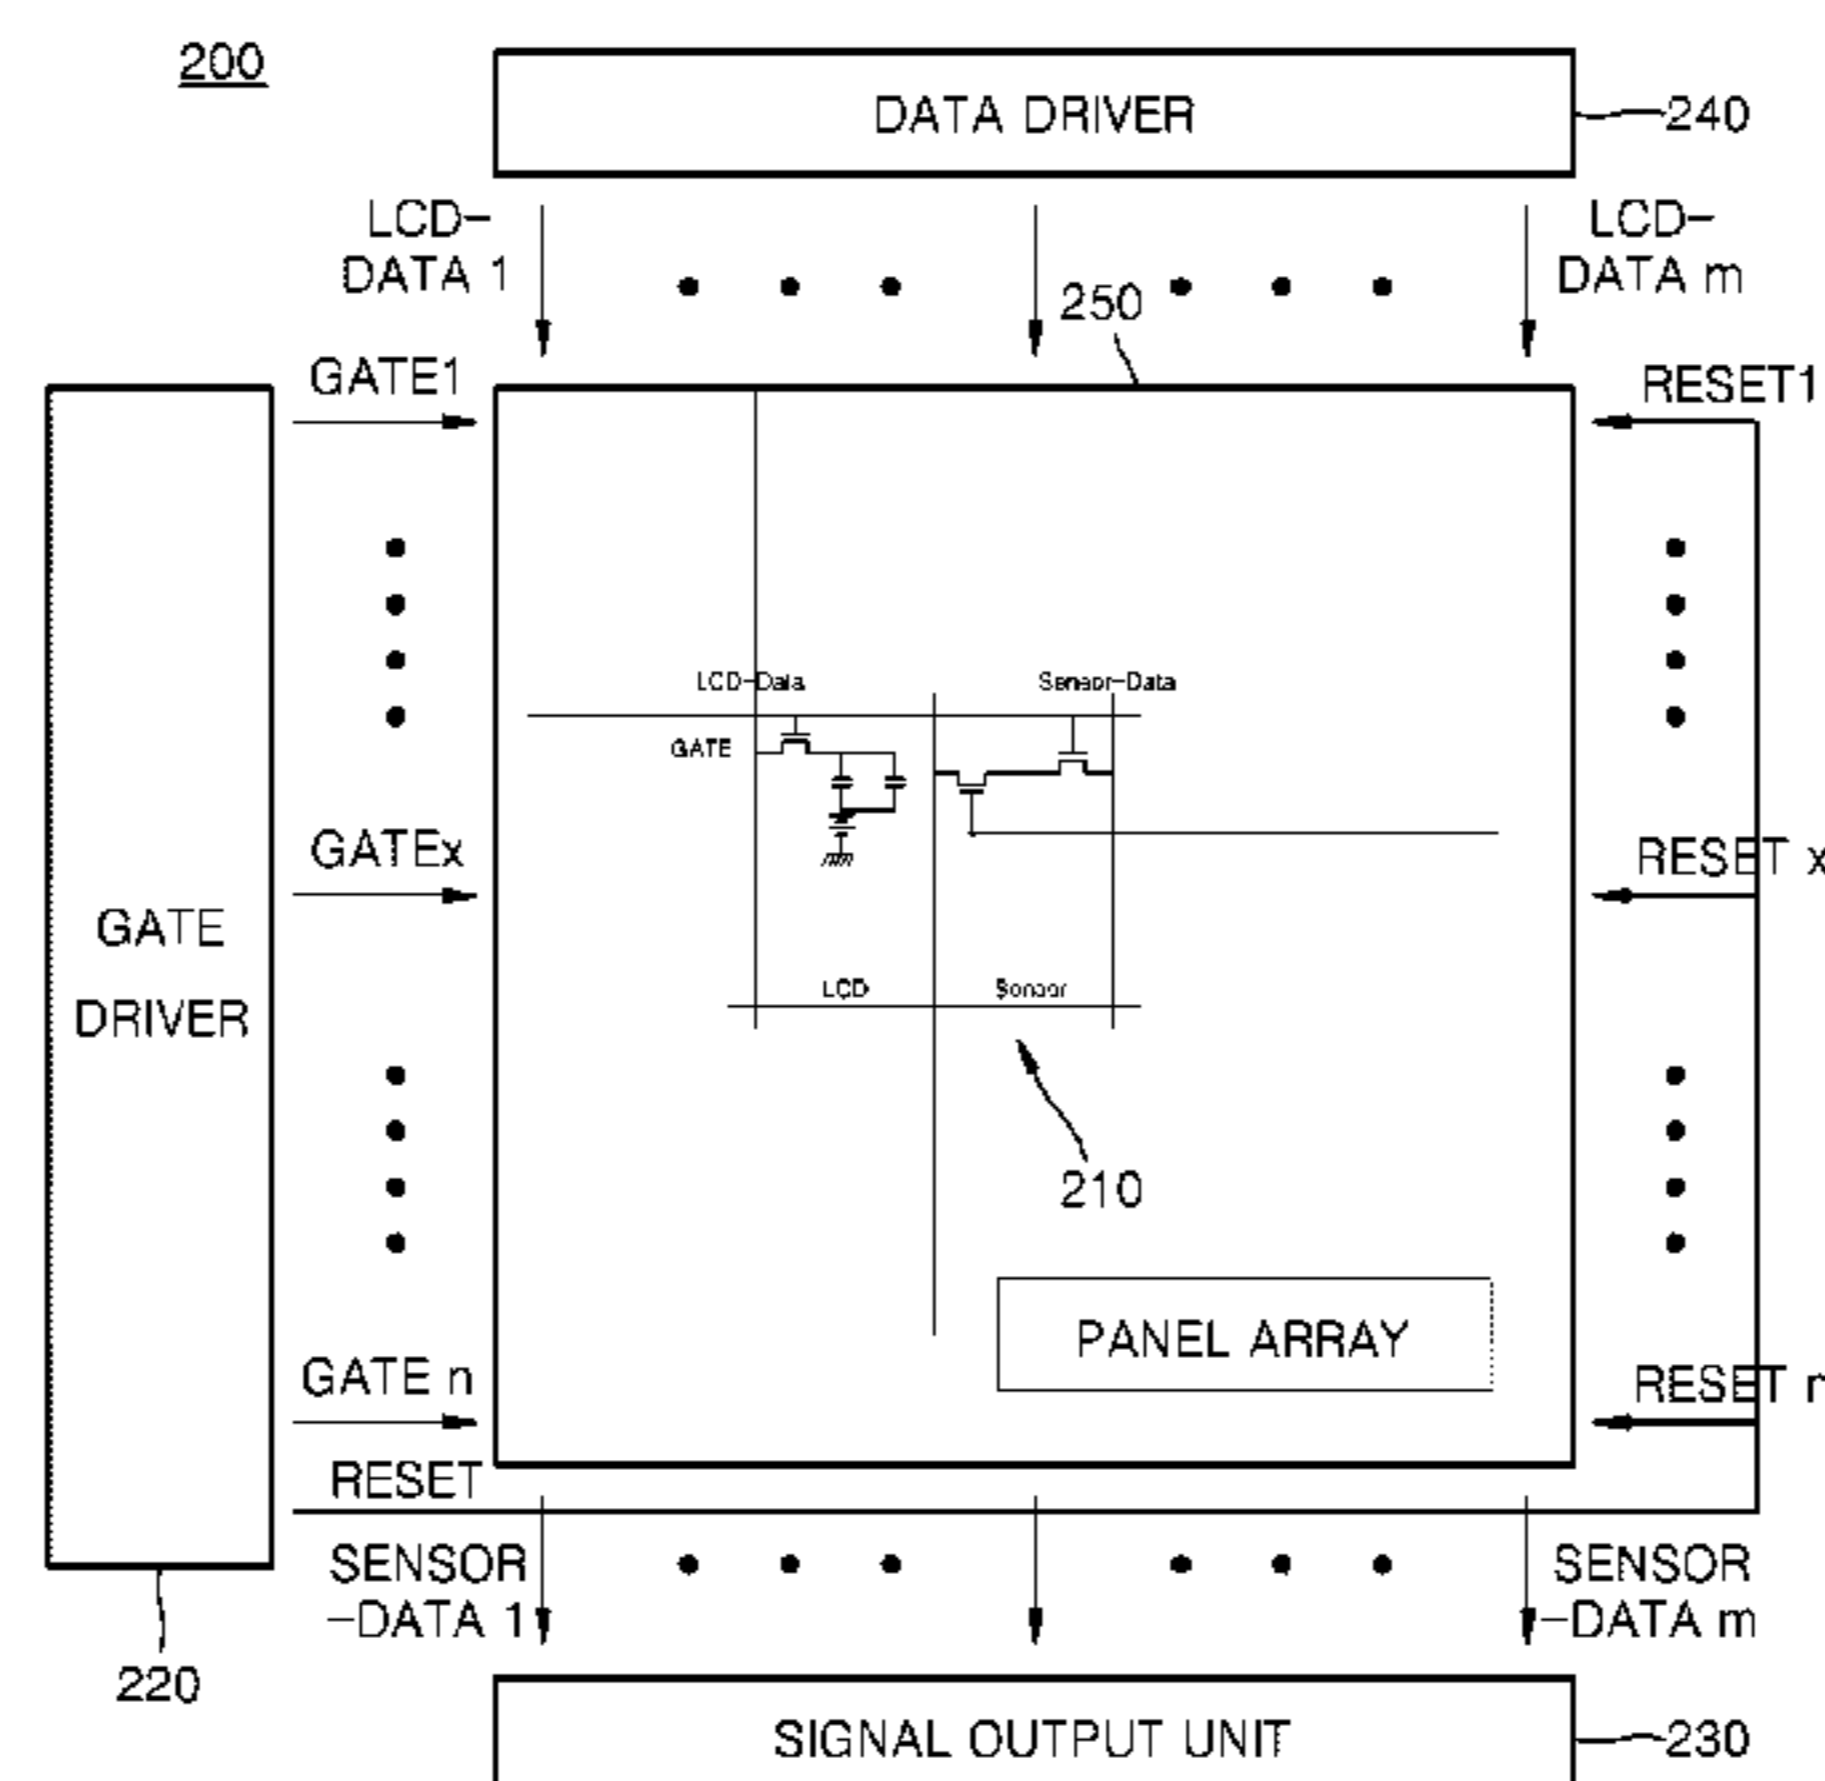 200
DATA DRIVER
240
LCD-
DATA 1
LCD-
DATA m
250
GATE1
RESET1
LCD-Data
Sensor-Data
GATE
GATEx
RESET x
GATE
DRIVER
LCD
Sensor
210
PANEL ARRAY
GATE n
RESET
RESET
SENSOR
-DATA 1
SENSOR
-DATA m
220
SIGNAL OUTPUT UNIT
230